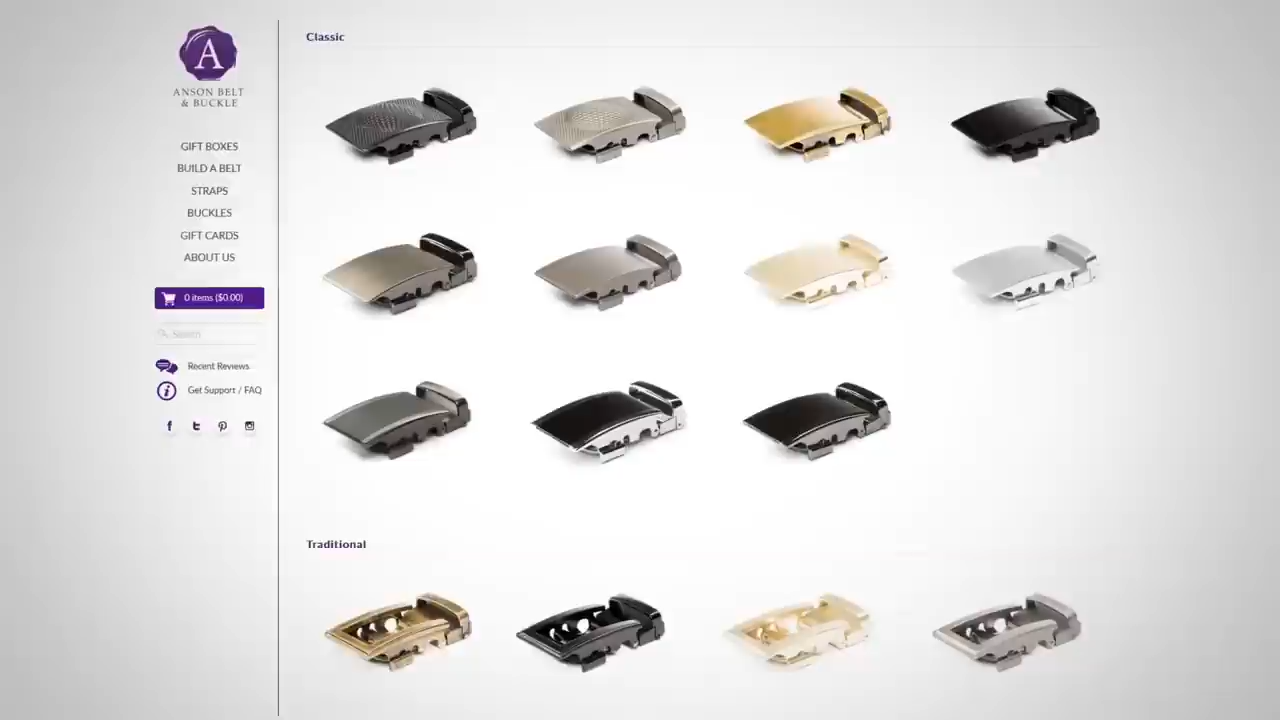 A
ANSON BELT
& BUCKLE
GIFT BOXES
BUILD A BELT
STRAPS
BUCKLES
GIFT CARDS
ABOUT US
0 items ($0.00)
Search
Recent Reviews
Get Support / FAQ
Classic
Traditional